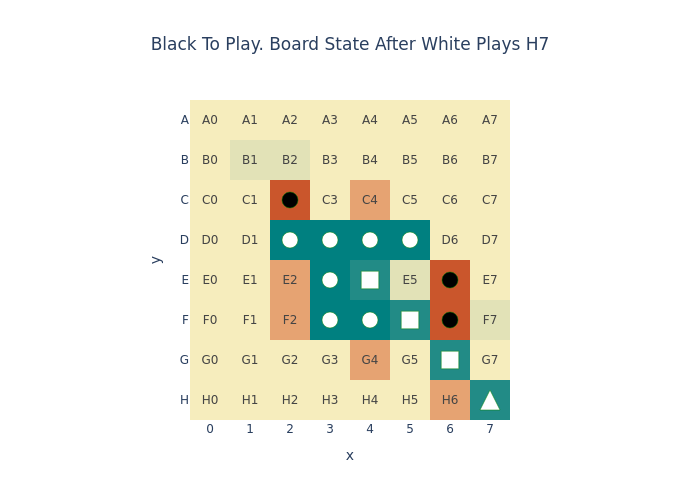 Black To Play. Board State After White Plays H7
A A0 A1 A2 A3 A4 A5 A6 A7
B B0 B1 B2 B3 B4 B5 B6 B7
C C0 C1 C3 C4 C5 C6 C7
D D0 D1 D6 D7
E E0 E1 E2 E5 E7
F F0 F1 F2 F7
G G0 G1 G2 G3 G4 G5 G7
H H0 H1 H2 H3 H4 H5 H6
0 1 2 3 4 5 6 7
x
y